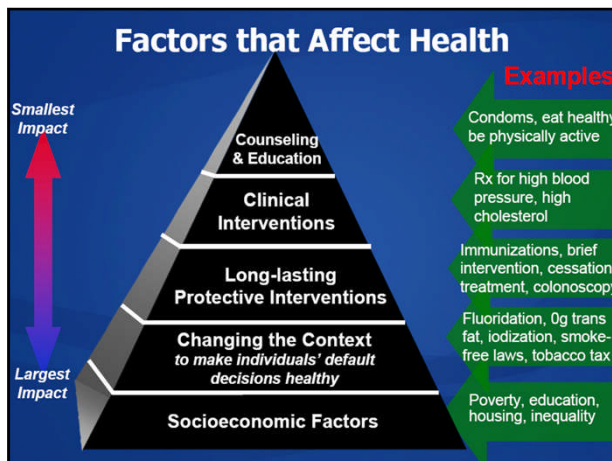 Factors that Affect Health
Smallest
Impact
Largest
Impact
Counseling
& Education
Clinical
Interventions
Long-lasting
Protective Interventions
Changing the Context
to make individuals' default
decisions healthy
Socioeconomic Factors
Examples
Condoms, eat healthy
be physically active
Rx for high blood
pressure, high
cholesterol
Immunizations, brief
intervention, cessation
treatment, colonoscopy
Fluoridation, 0g trans
fat, iodization, smoke-
free laws, tobacco tax
Poverty, education,
housing, inequality